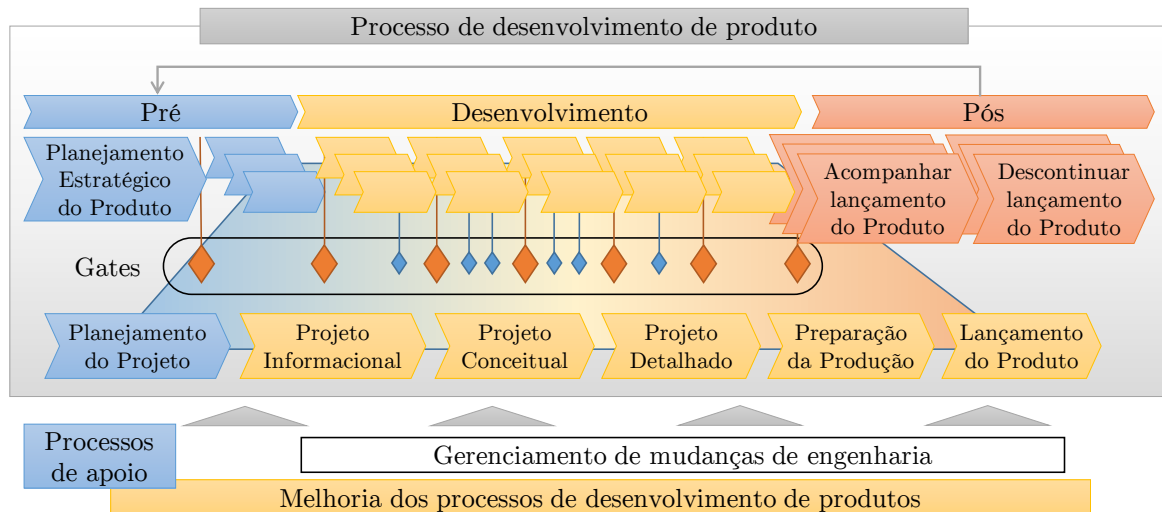 Processo de desenvolvimento de produto
Pré
Desenvolvimento
Pós
Planejamento
Estratégico
do Produto
Acompanhar
lançamento
do Produto
Descontinuar
lançamento
do Produto
Gates
Planejamento
do Projeto
Projeto
Informacional
Projeto
Conceitual
Projeto
Detalhado
Preparação
da Produção
Lançamento
do Produto
Processos
de apoio
Gerenciamento de mudanças de engenharia
Melhoria dos processos de desenvolvimento de produtos